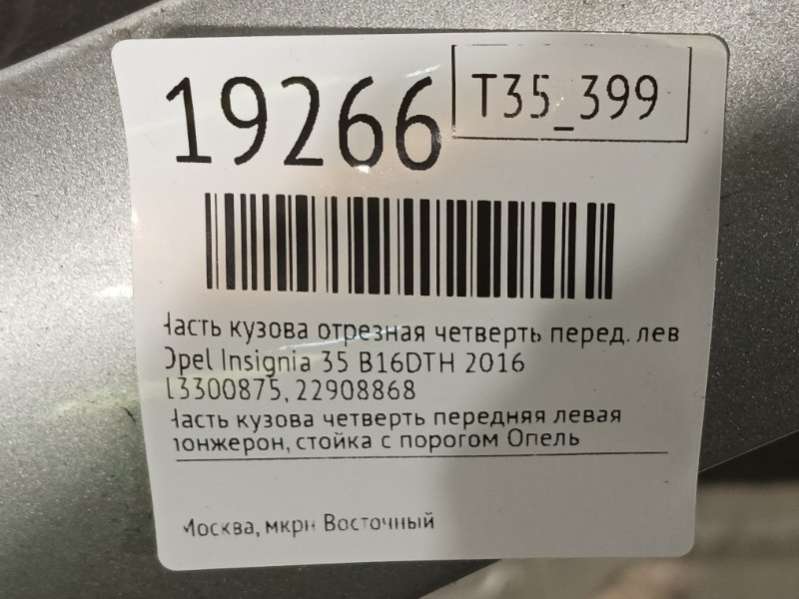 19266
T35_399
Часть кузова отрезная четверть перед. лев
Opel Insignia 35 B16DTH 2016
13300875, 22908868
Часть кузова четверть передняя левая
лонжерон, стойка с порогом Опель
Москва, мкрн Восточный